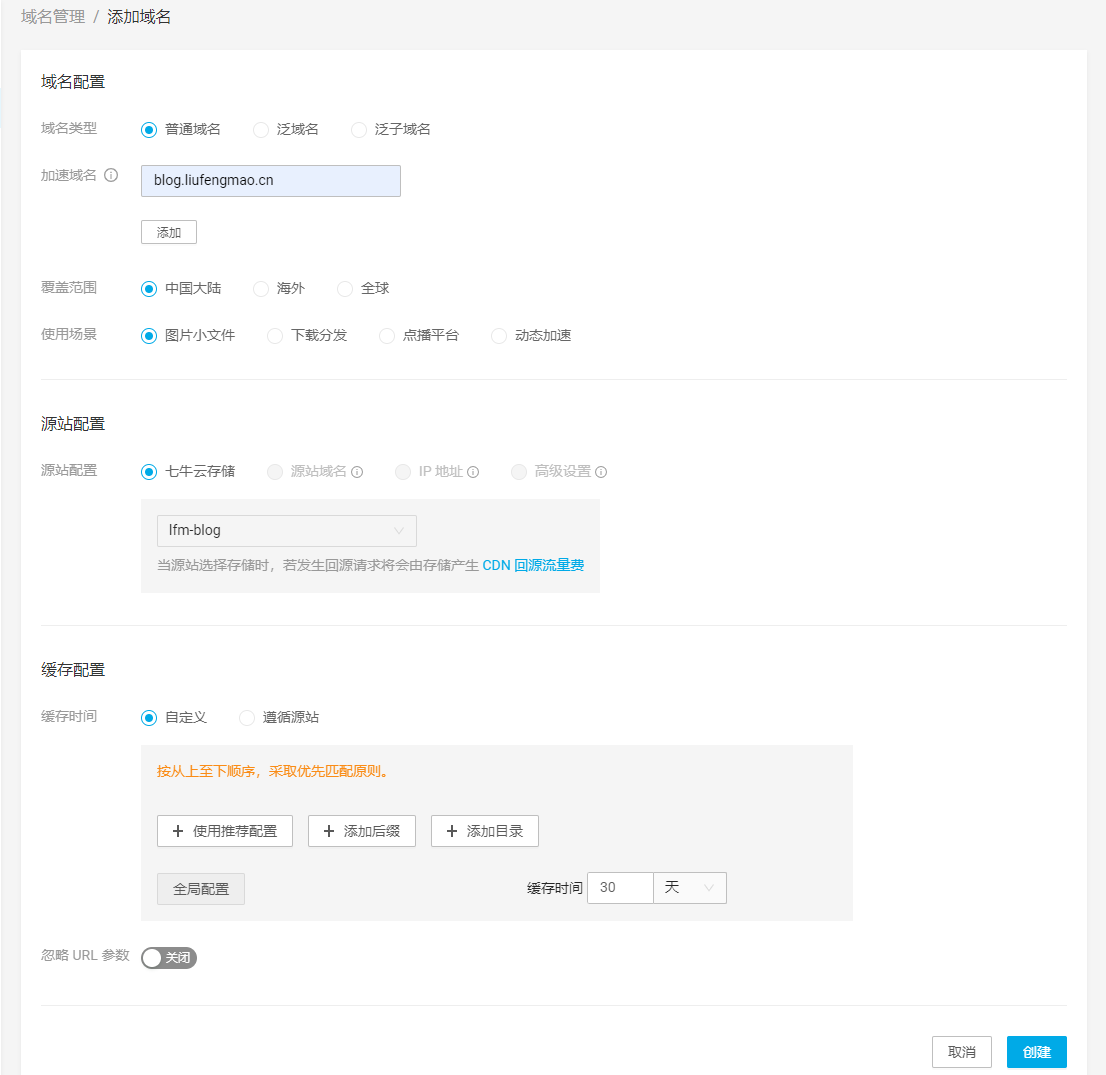 域名管理 / 添加域名
域名配置
域名类型 普通域名 泛域名 泛子域名
加速域名 blog.liufengmao.cn
添加
覆盖范围 中国大陆 海外 全球
使用场景 图片小文件 下载分发 点播平台 动态加速
源站配置
源站配置 七牛云存储 源站域名 IP 地址 高级设置
lfm-blog
当源站选择存储时，若发生回源请求将会由存储产生 CDN 回源流量费
缓存配置
缓存时间 自定义 遵循源站
按从上至下顺序，采取优先匹配原则。
+ 使用推荐配置 + 添加后缀 + 添加目录
全局配置 缓存时间 30 天
忽略 URL 参数 关闭
取消 创建